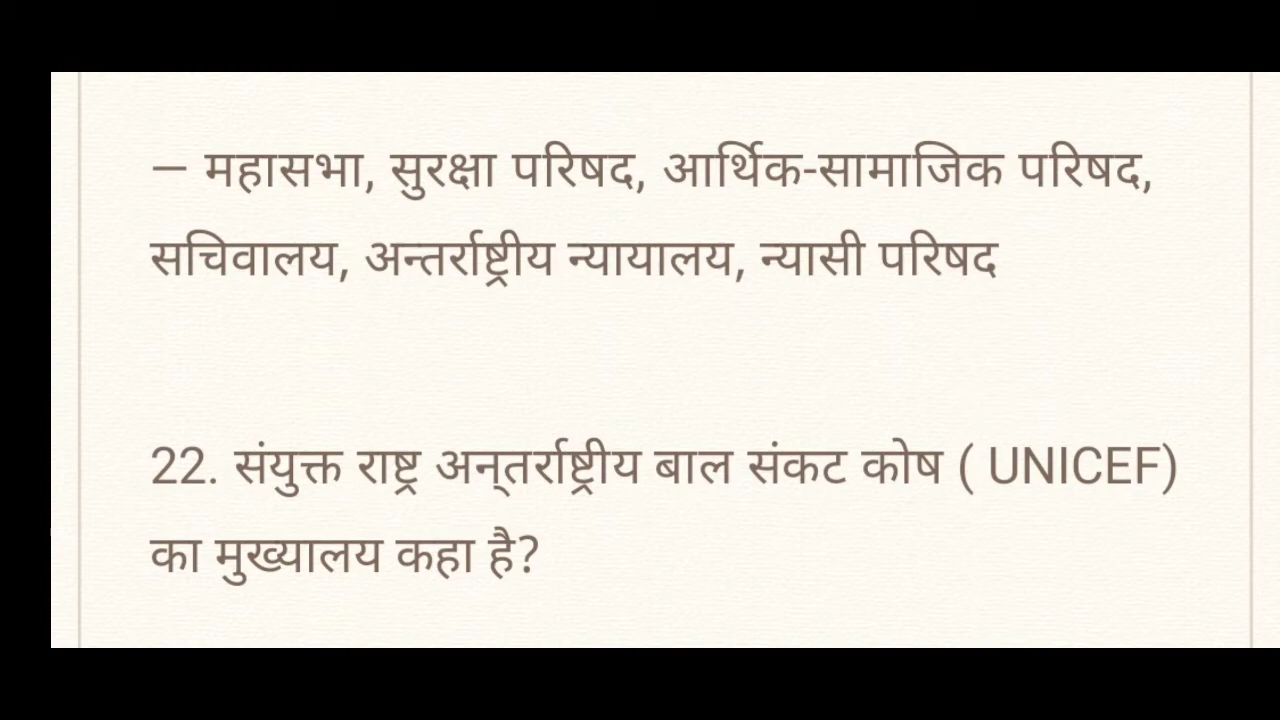 – महासभा, सुरक्षा परिषद, आर्थिक-सामाजिक परिषद,
सचिवालय, अन्तर्राष्ट्रीय न्यायालय, न्यासी परिषद
22. संयुक्त राष्ट्र अन्‌तर्राष्ट्रीय बाल संकट कोष ( UNICEF)
का मुख्यालय कहा है?